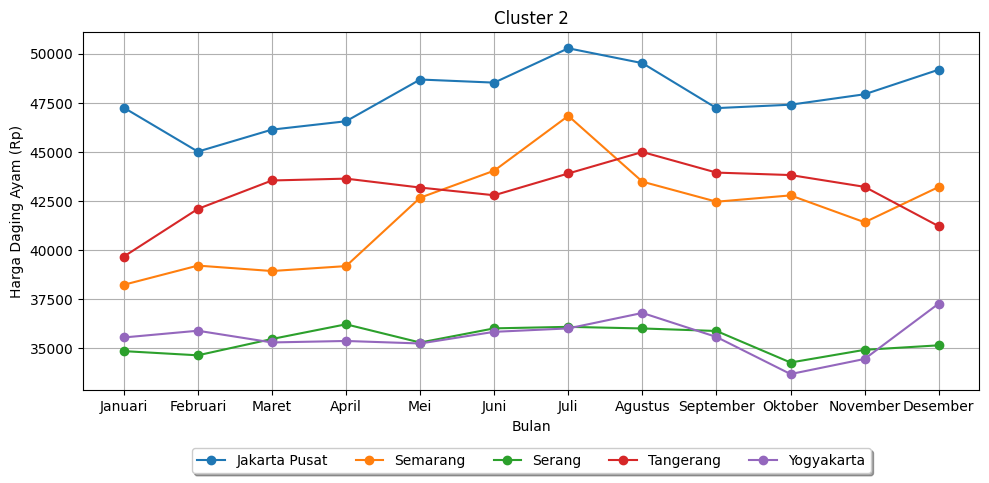 Cluster 2
Harga Daging Ayam (Rp)
50000
47500
45000
42500
40000
37500
35000
Januari Februari Maret April Mei Juni Juli Agustus September Oktober November Desember
Bulan
Jakarta Pusat Semarang Serang Tangerang Yogyakarta